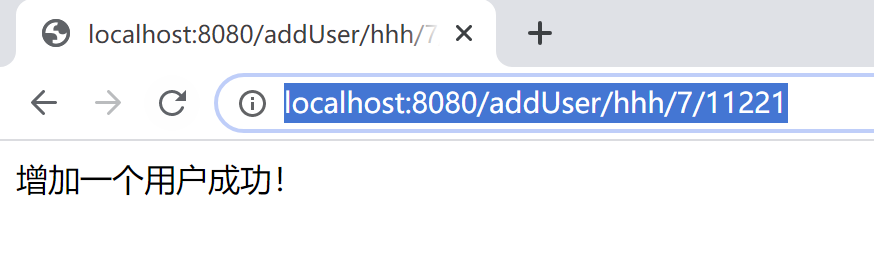 localhost:8080/addUser/hhh/7
localhost:8080/addUser/hhh/7/11221
增加一个用户成功！